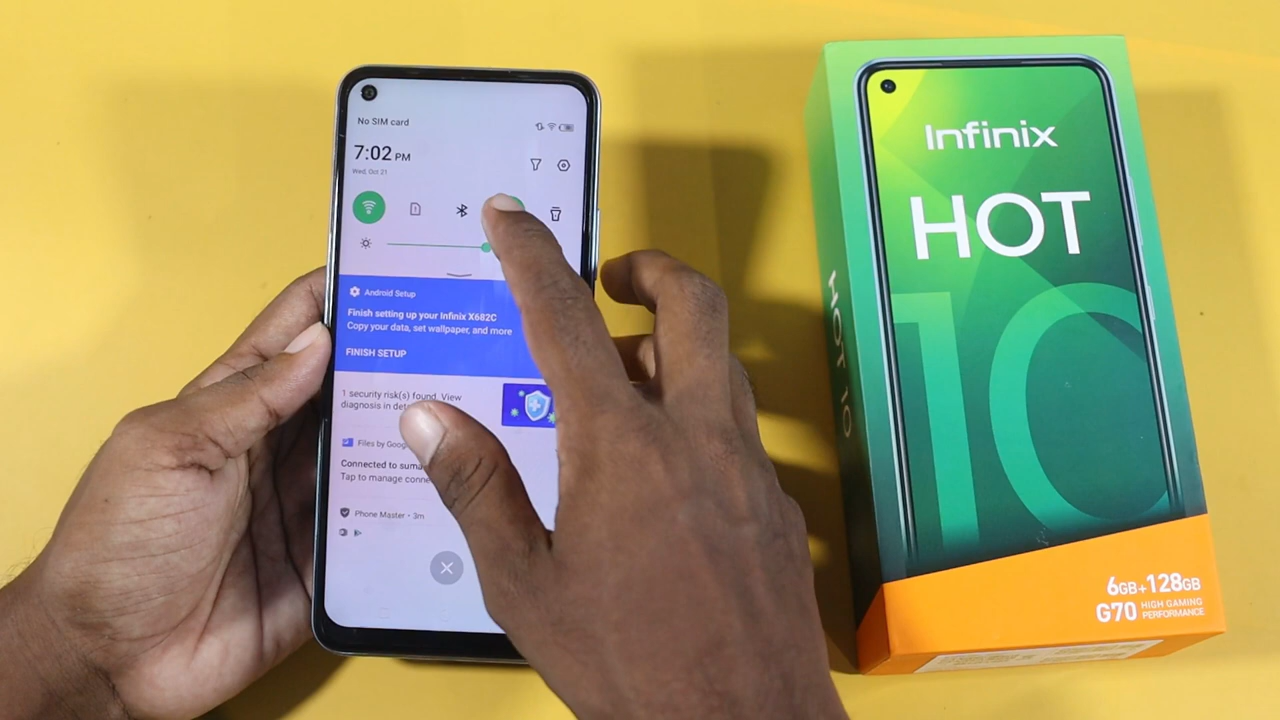 No SIM card
7:02 PM
Wed, Oct 21
Android Setup
Finish setting up your Infinix X682C
Copy your data, set wallpaper, and more
FINISH SETUP
1 security risk(s) found. View
diagnosis in
Files by
Connected to
Tap to manage
Phone Master • 3m
Infinix
HOT
10
HOT 10
6GB+128GB
G70 HIGH GAMING
PERFORMANCE